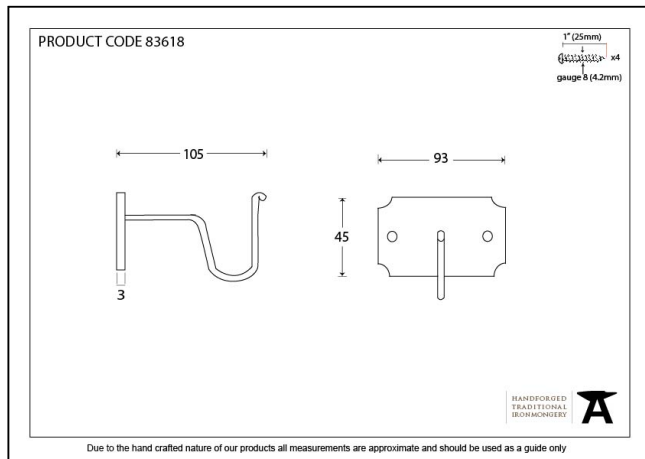 PRODUCT CODE 83618
1" (25mm)
x4
gauge 8 (4.2mm)
105
93
45
3
HANDFORGED
TRADITIONAL
IRONMONGERY
Due to the hand crafted nature of our products all measurements are approximate and should be used as a guide only